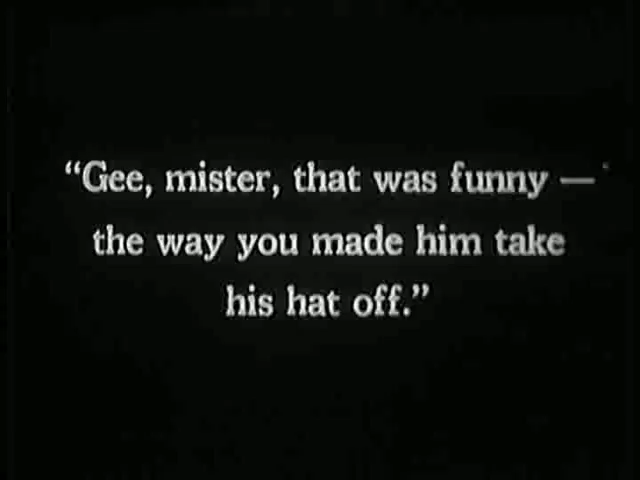 “Gee, mister, that was funny —
the way you made him take
his hat off.”